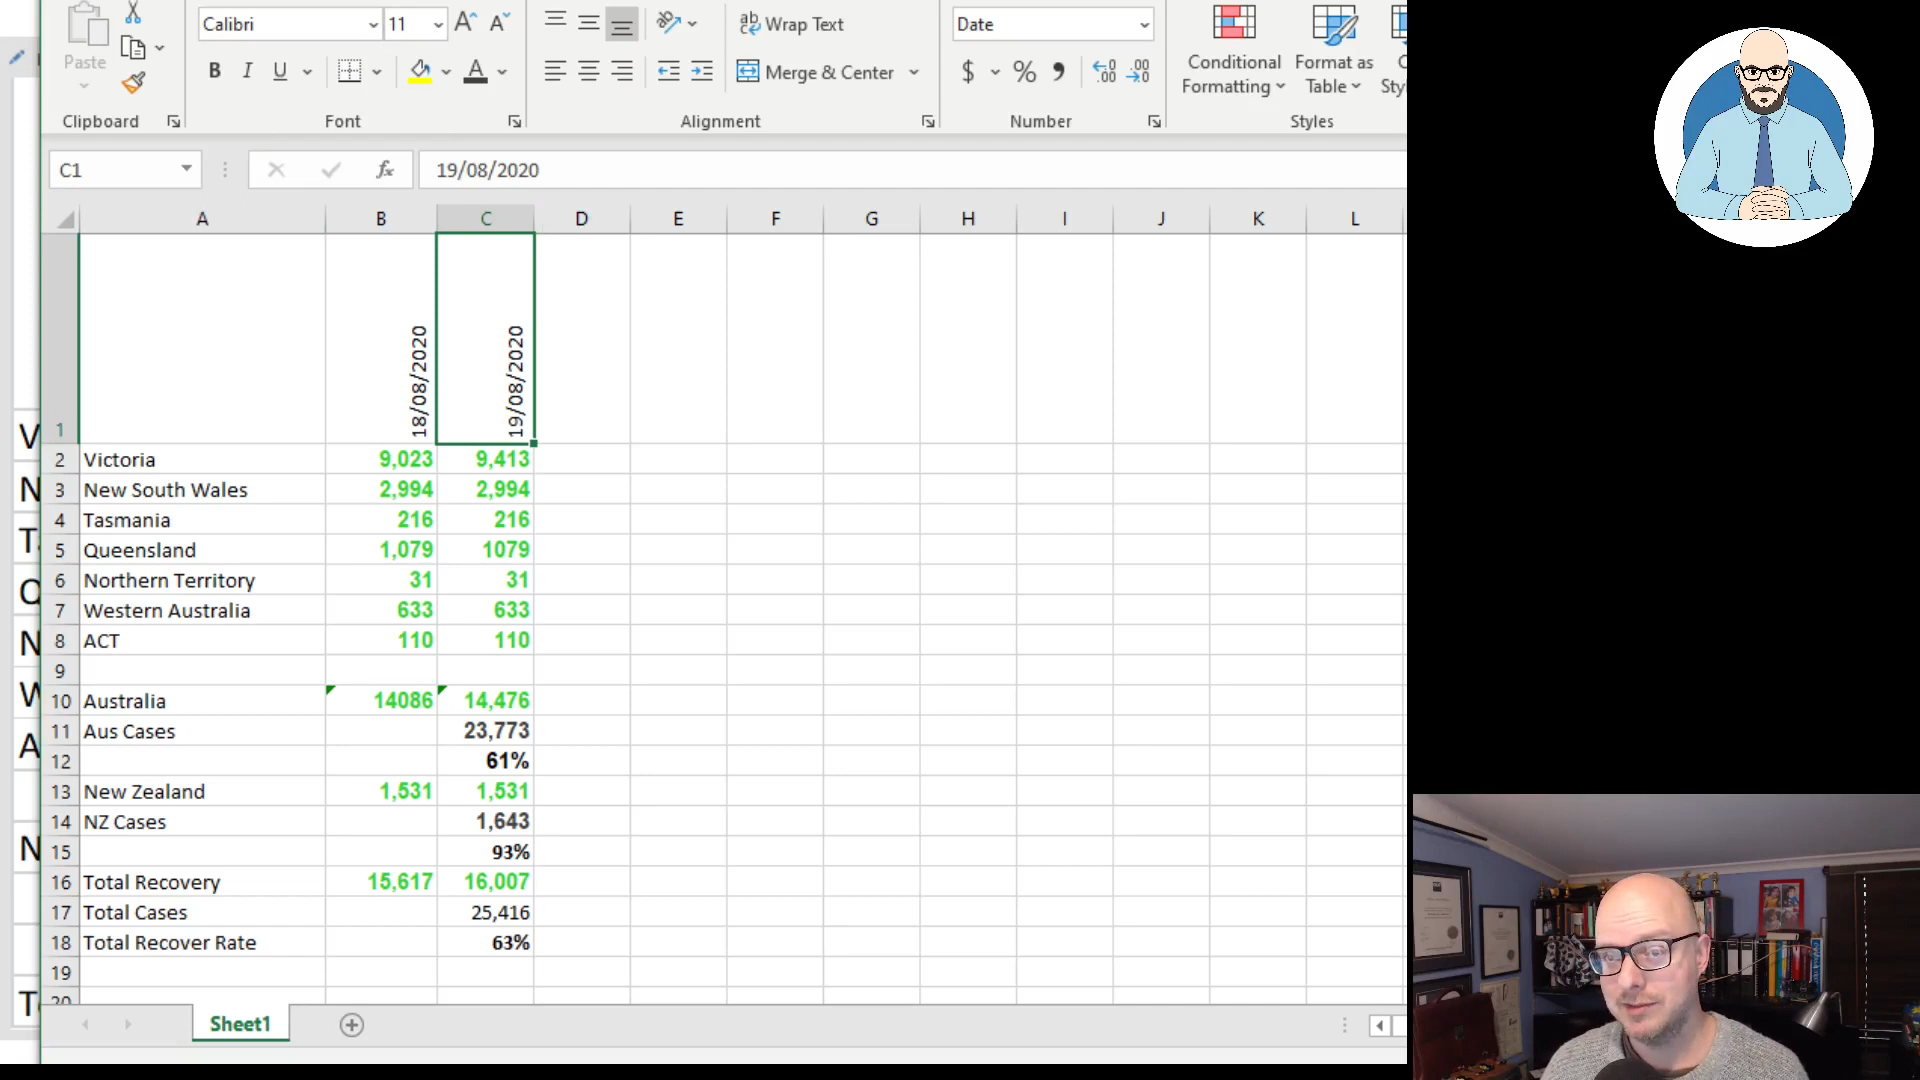 Calibri 11 Wrap Text Date
Paste B I U Merge & Center $ % Conditional Formatting Format as Table
Clipboard Font Alignment Number Styles
C1 fx 19/08/2020
A B C D E F G H I J K L
1 18/08/2020 19/08/2020
2 Victoria 9,023 9,413
3 New South Wales 2,994 2,994
4 Tasmania 216 216
5 Queensland 1,079 1079
6 Northern Territory 31 31
7 Western Australia 633 633
8 ACT 110 110
9
10 Australia 14086 14,476
11 Aus Cases 23,773
12 61%
13 New Zealand 1,531 1,531
14 NZ Cases 1,643
15 93%
16 Total Recovery 15,617 16,007
17 Total Cases 25,416
18 Total Recover Rate 63%
19
20
Sheet1